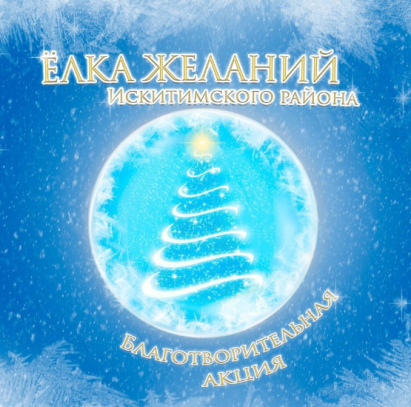 ЁЛКА ЖЕЛАНИЙ
ИСКИТИМСКОГО РАЙОНА
БЛАГОТВОРИТЕЛЬНАЯ
АКЦИЯ